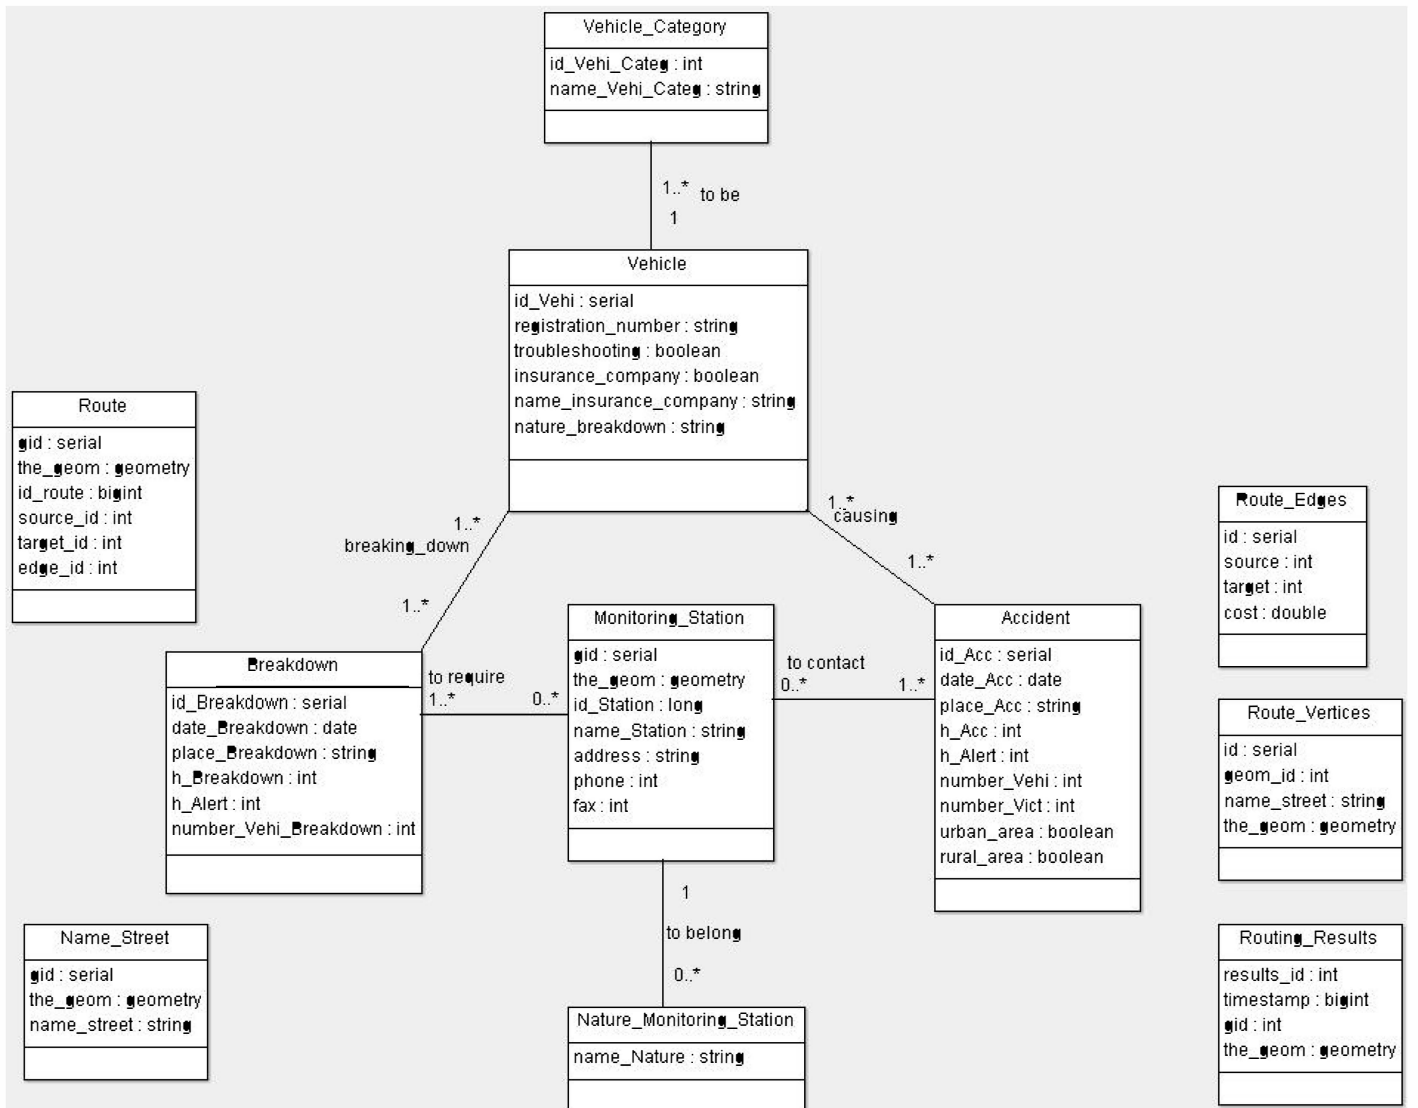 Vehicle_Category
id_Vehi_Categ : int
name_Vehi_Categ : string
1..*
to be
1
Vehicle
id_Vehi : serial
registration_number : string
troubleshooting : boolean
insurance_company : boolean
name_insurance_company : string
nature_breakdown : string
Route
gid : serial
the_geom : geometry
id_route : bigint
source_id : int
target_id : int
edge_id : int
1..*
breaking_down
1..*
1..*
causing
1..*
Route_Edges
id : serial
source : int
target : int
cost : double
Breakdown
id_Breakdown : serial
date_Breakdown : date
place_Breakdown : string
h_Breakdown : int
h_Alert : int
number_Vehi_Breakdown : int
to require
1..*
0..*
Monitoring_Station
gid : serial
the_geom : geometry
id_Station : long
name_Station : string
address : string
phone : int
fax : int
to contact
0..*
1..*
Accident
id_Acc : serial
date_Acc : date
place_Acc : string
h_Acc : int
h_Alert : int
number_Vehi : int
number_Vict : int
urban_area : boolean
rural_area : boolean
Route_Vertices
id : serial
geom_id : int
name_street : string
the_geom : geometry
Name_Street
gid : serial
the_geom : geometry
name_street : string
1
to belong
0..*
Nature_Monitoring_Station
name_Nature : string
Routing_Results
results_id : int
timestamp : bigint
gid : int
the_geom : geometry